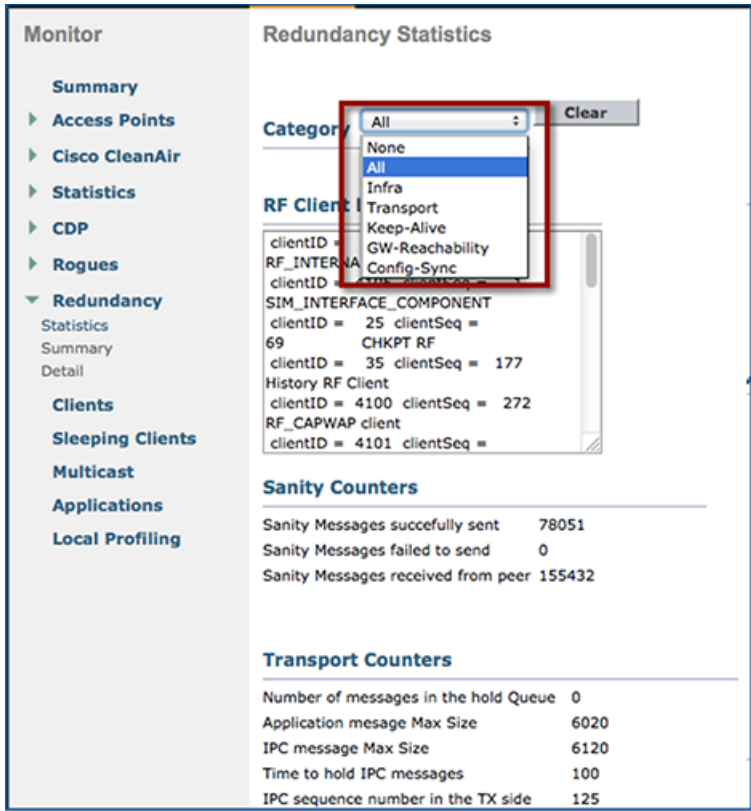 Monitor
Summary
Access Points
Cisco CleanAir
Statistics
CDP
Rogues
Redundancy
Statistics
Summary
Detail
Clients
Sleeping Clients
Multicast
Applications
Local Profiling
Redundancy Statistics
Category All Clear
None
All
Infra
Transport
Keep-Alive
GW-Reachability
Config-Sync
RF Client
clientID =
clientID =
SIM_INTERFACE_COMPONENT
clientID = 25 clientSeq =
69 CHKPT RF
clientID = 35 clientSeq = 177
History RF Client
clientID = 4100 clientSeq = 272
RF_CAPWAP client
clientID = 4101 clientSeq =
Sanity Counters
Sanity Messages succefully sent 78051
Sanity Messages failed to send 0
Sanity Messages received from peer 155432
Transport Counters
Number of messages in the hold Queue 0
Application mesage Max Size 6020
IPC message Max Size 6120
Time to hold IPC messages 100
IPC sequence number in the TX side 125